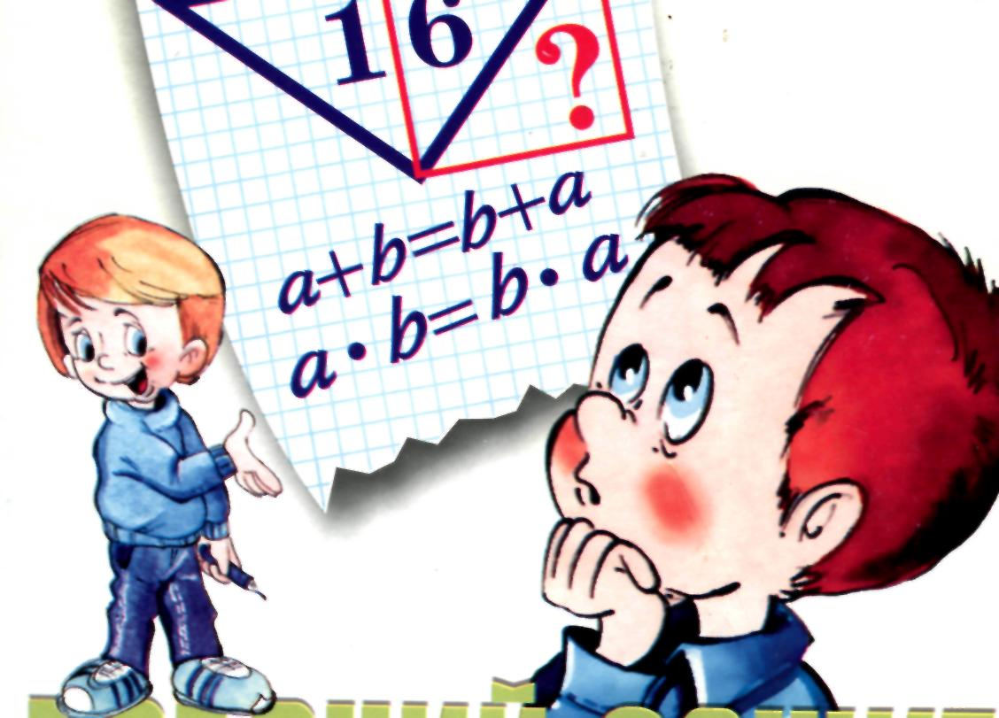 16
?
a+b=b+a
a • b=b • a